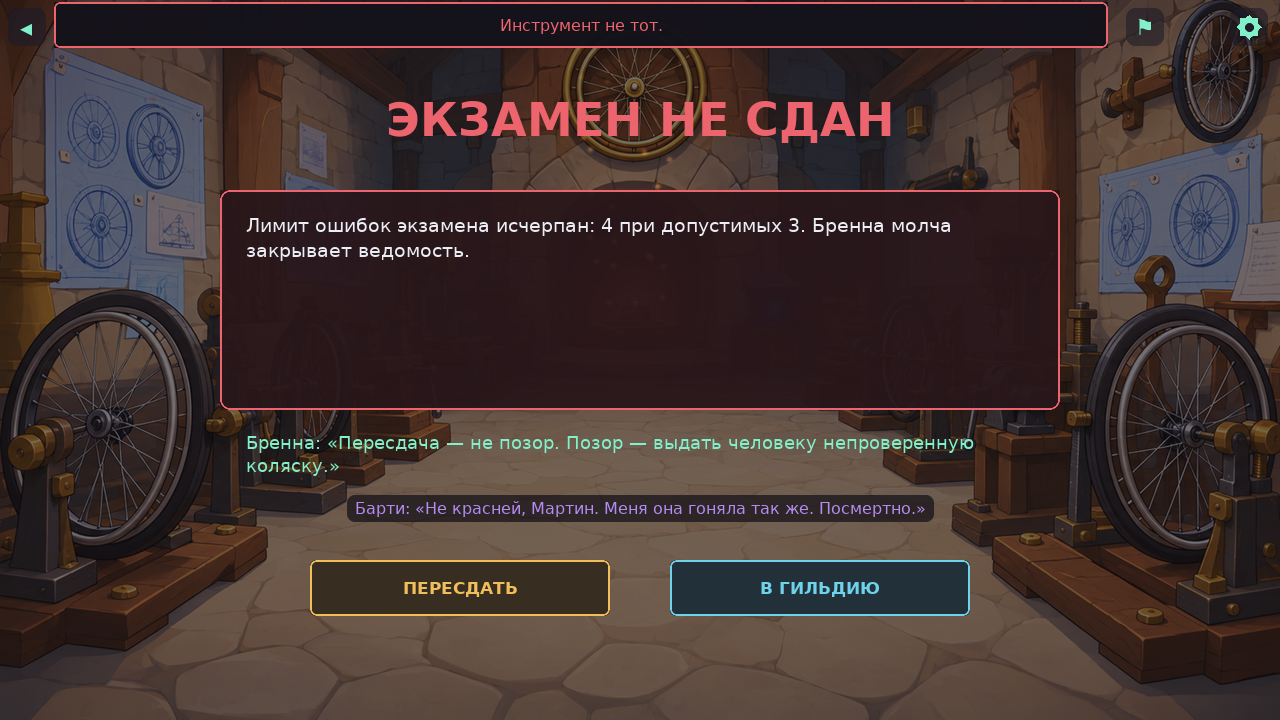 Инструмент не тот.
ЭКЗАМЕН НЕ СДАН
Лимит ошибок экзамена исчерпан: 4 при допустимых 3. Бренна молча
закрывает ведомость.
Бренна: «Пересдача — не позор. Позор — выдать человеку непроверенную
коляску.»
Барти: «Не красней, Мартин. Меня она гоняла так же. Посмертно.»
ПЕРЕСДАТЬ
В ГИЛЬДИЮ